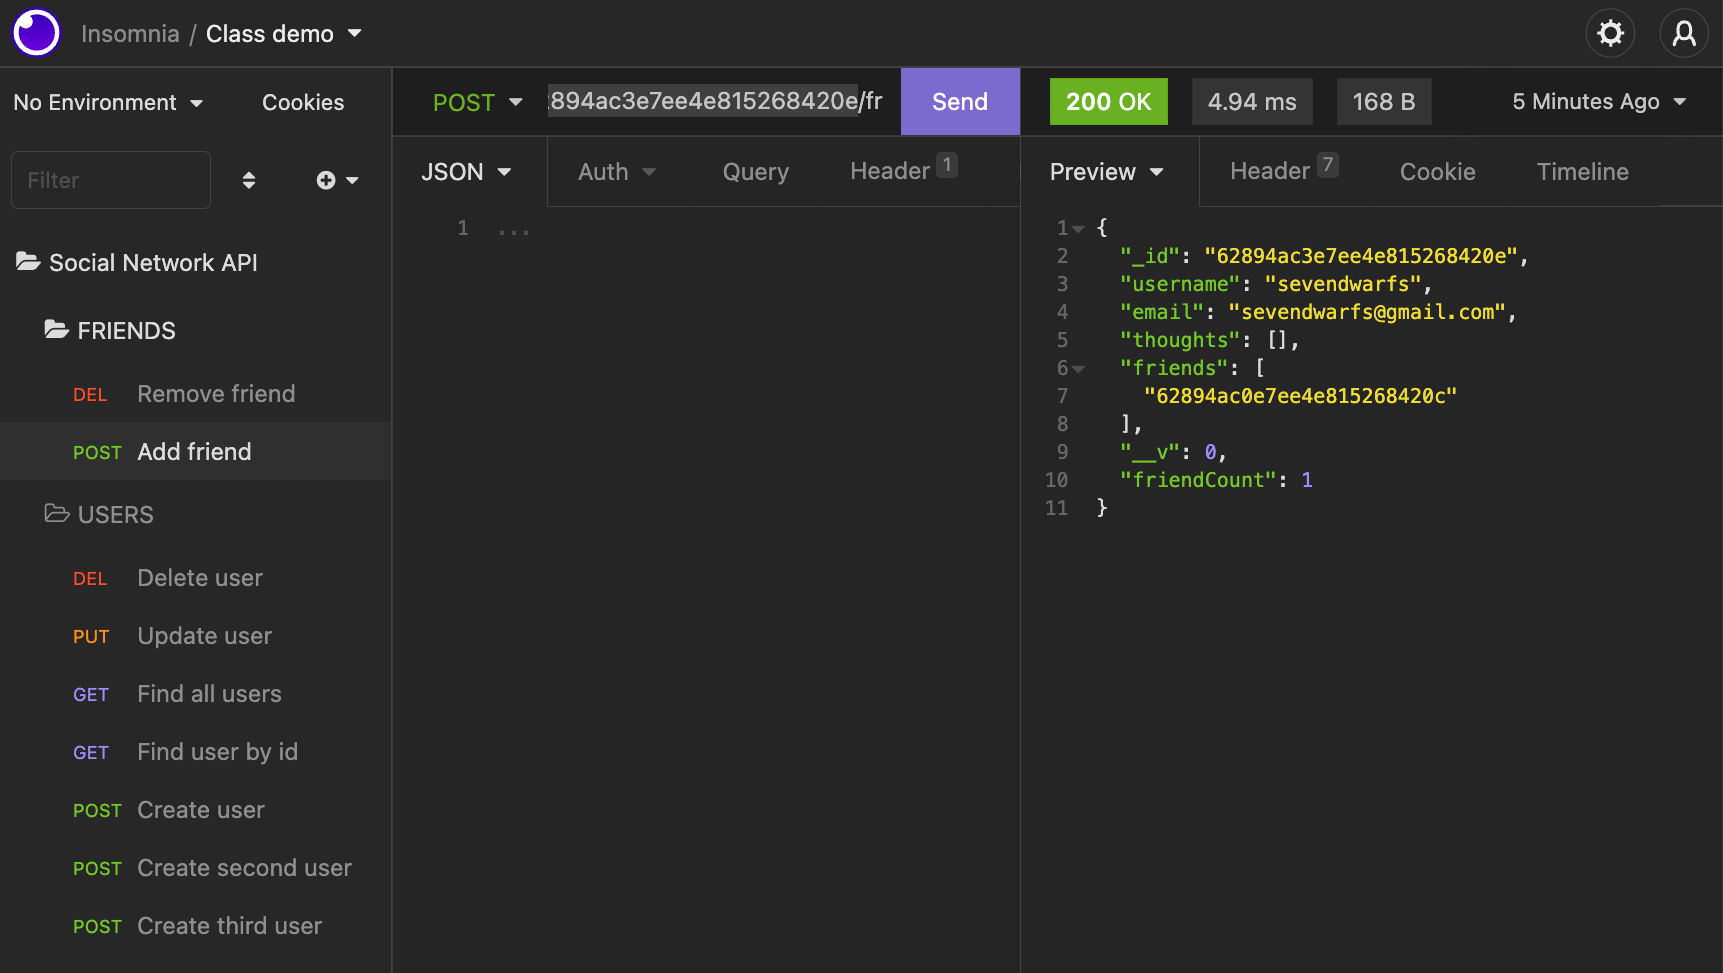 Insomnia / Class demo
No Environment Cookies
Filter
Social Network API
FRIENDS
DEL Remove friend
POST Add friend
USERS
DEL Delete user
PUT Update user
GET Find all users
GET Find user by id
POST Create user
POST Create second user
POST Create third user
POST 894ac3e7ee4e815268420e/fr Send
JSON Auth Query Header 1
1 ...
200 OK 4.94 ms 168 B 5 Minutes Ago
Preview Header 7 Cookie Timeline
1 {
2 "_id": "62894ac3e7ee4e815268420e",
3 "username": "sevendwarfs",
4 "email": "sevendwarfs@gmail.com",
5 "thoughts": [],
6 "friends": [
7 "62894ac0e7ee4e815268420c"
8 ],
9 "__v": 0,
10 "friendCount": 1
11 }